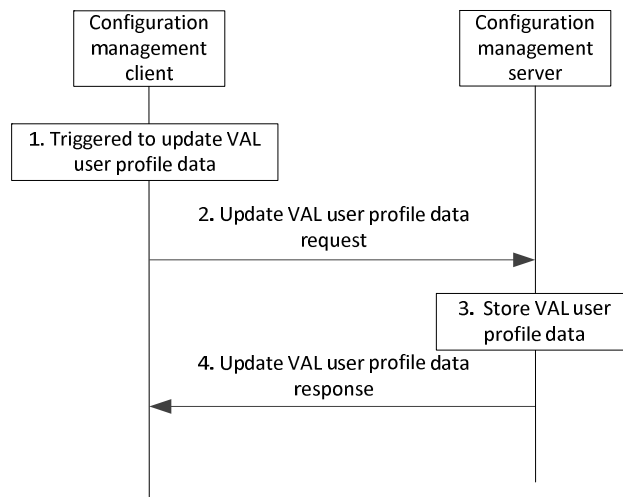 Configuration
management
client
Configuration
management
server
1. Triggered to update VAL
user profile data
2. Update VAL user profile data
request
3. Store VAL user
profile data
4. Update VAL user profile data
response